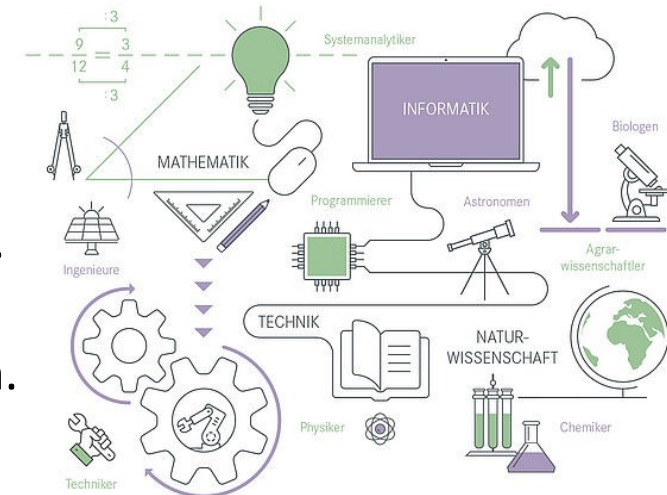 :3
9 = 3
12 4
:3
Systemanalytiker
INFORMATIK
Biologen
MATHEMATIK
Programmierer
Astronomen
Ingenieure
Agrar-
wissenschaftler
TECHNIK
NATUR-
WISSENSCHAFT
Physiker
Chemiker
Techniker